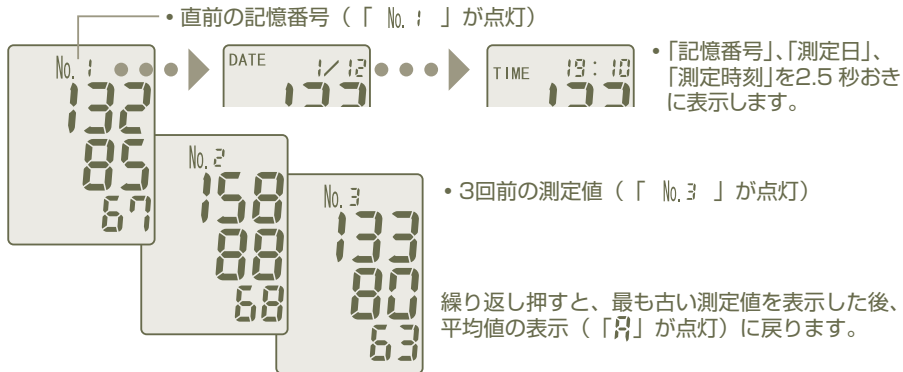 •直前の記憶番号（「 No. 1 」が点灯）
No. 1
132
85
67
DATE 1/12
133
TIME 19:10
133
•「記憶番号」、「測定日」、
「測定時刻」を2.5 秒おき
に表示します。
No. 2
158
88
68
No. 3
133
80
63
•3回前の測定値（「 No. 3 」が点灯）
繰り返し押すと、最も古い測定値を表示した後、
平均値の表示（「A」が点灯）に戻ります。